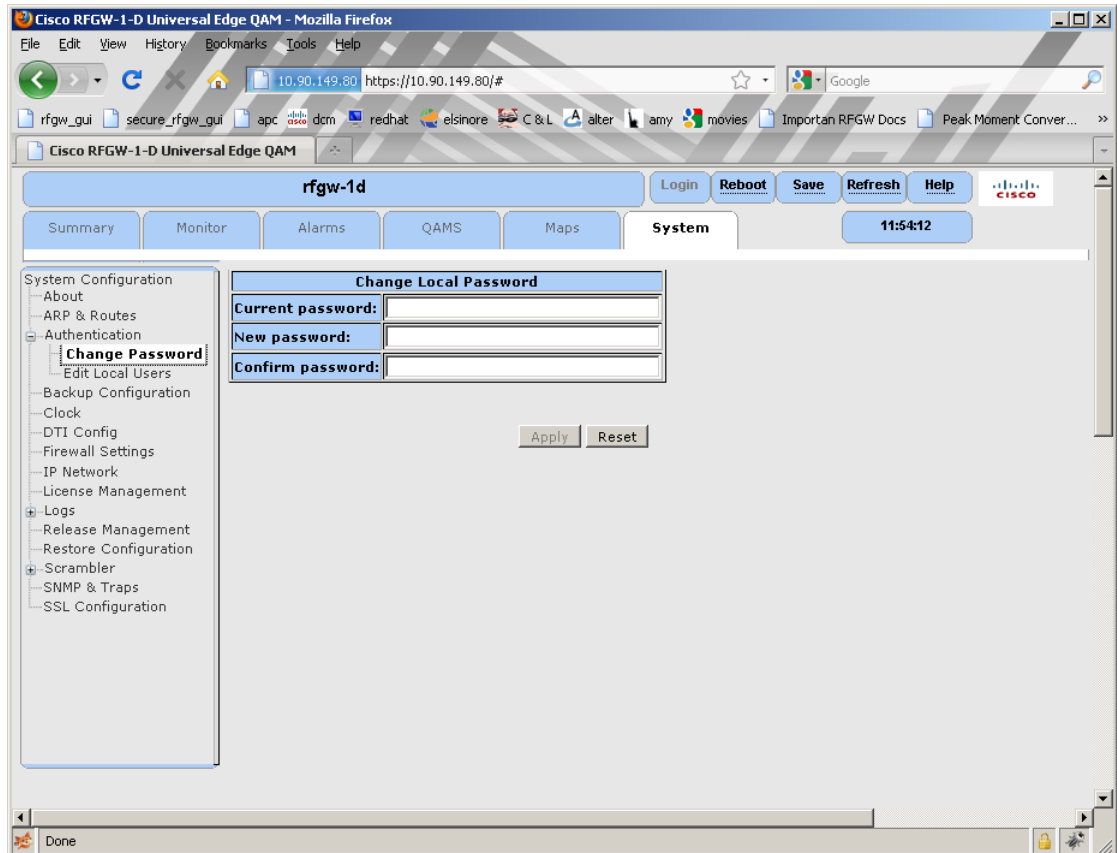 Cisco RFGW-1-D Universal Edge QAM - Mozilla Firefox
File Edit View History Bookmarks Tools Help
10.90.149.80 https://10.90.149.80/# Google
rfgw_gui secure_rfgw_gui apc dcm redhat elsinore C & L alter amy movies Importan RFGW Docs Peak Moment Conver... »
Cisco RFGW-1-D Universal Edge QAM
rfgw-1d Login Reboot Save Refresh Help cisco
Summary Monitor Alarms QAMS Maps System 11:54:12
System Configuration
About
ARP & Routes
Authentication
Change Password
Edit Local Users
Backup Configuration
Clock
DTI Config
Firewall Settings
IP Network
License Management
Logs
Release Management
Restore Configuration
Scrambler
SNMP & Traps
SSL Configuration
Change Local Password
Current password:
New password:
Confirm password:
Apply Reset
Done